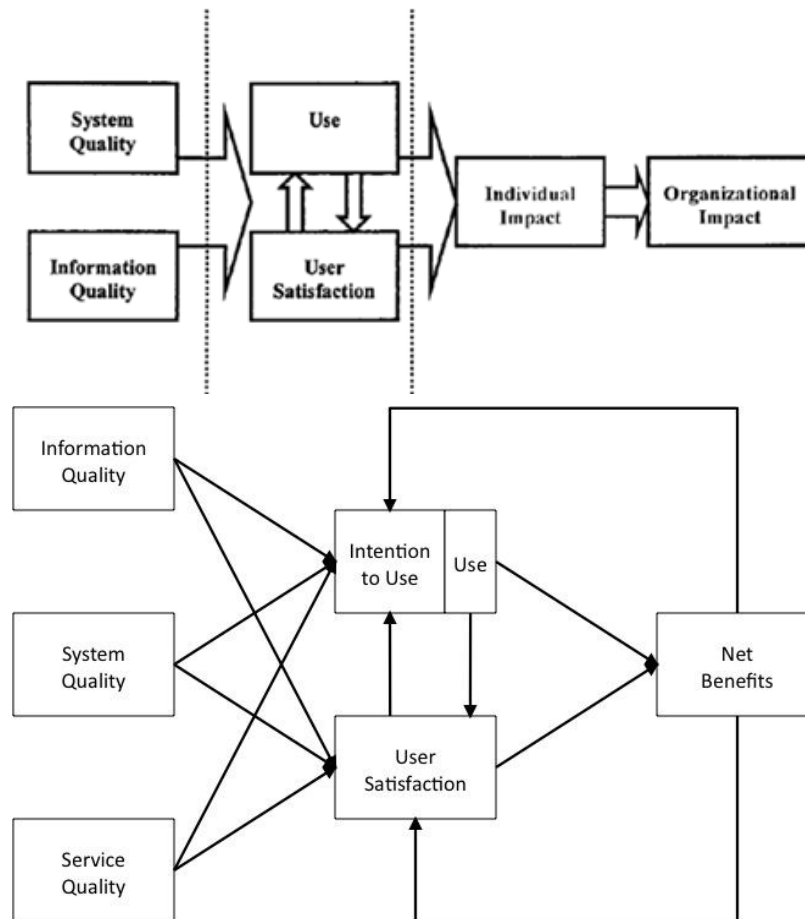 System
Quality
Use
Individual
Impact
Organizational
Impact
Information
Quality
User
Satisfaction
Information
Quality
Intention
to Use
Use
System
Quality
Net
Benefits
User
Satisfaction
Service
Quality